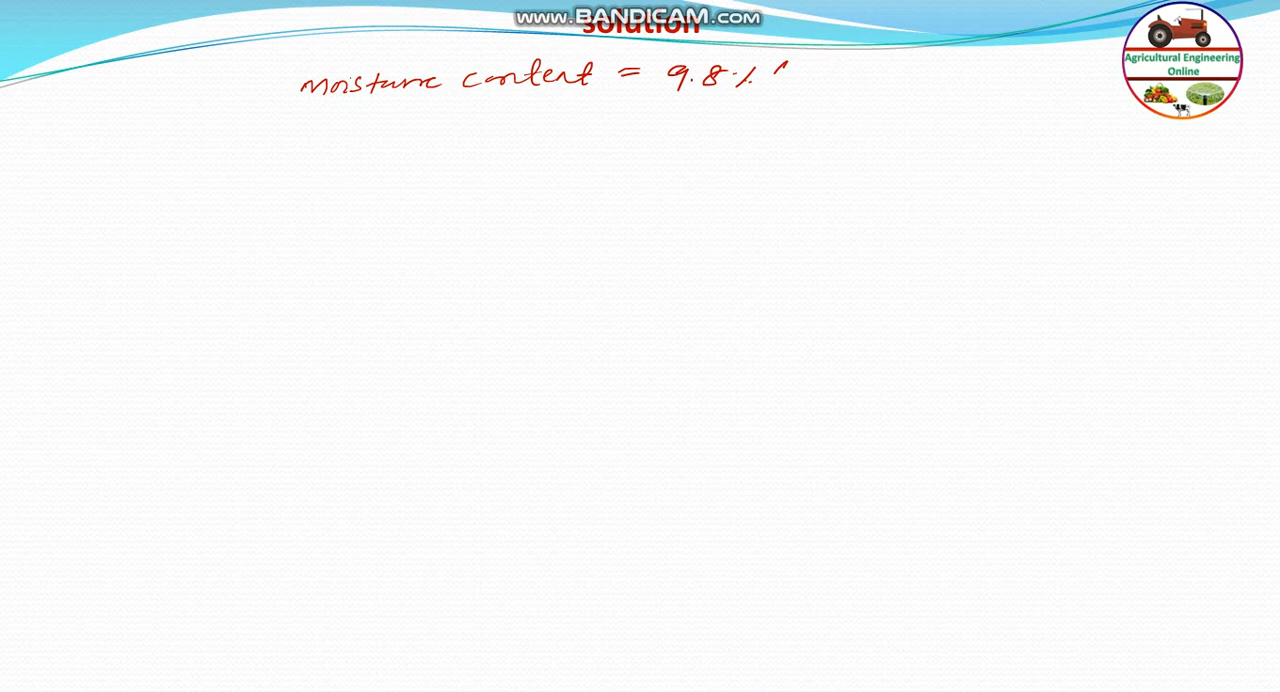 www.BANDICAM.com
solution
Moisture content = 9.8%
Agricultural Engineering
Online